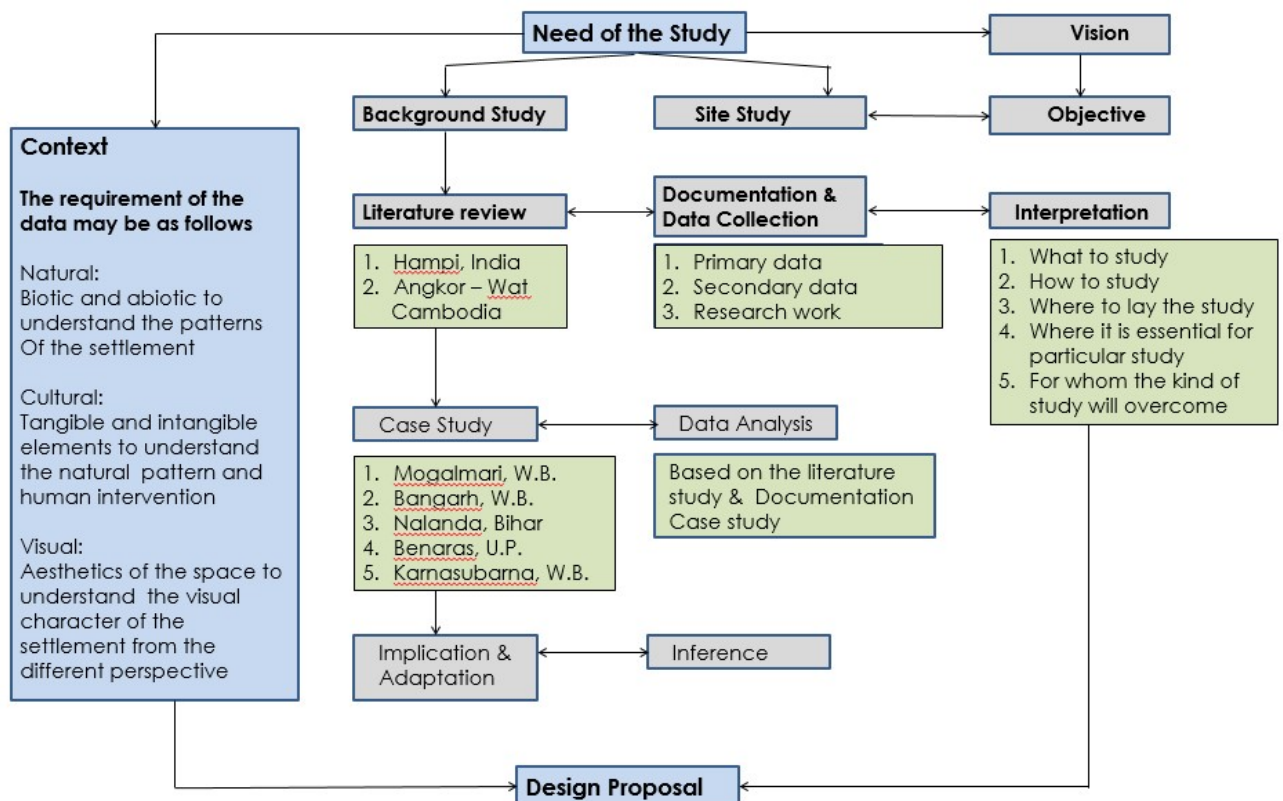 Need of the Study
Vision
Background Study
Site Study
Objective
Context
The requirement of the
data may be as follows
Natural:
Biotic and abiotic to
understand the patterns
Of the settlement
Cultural:
Tangible and intangible
elements to understand
the natural pattern and
human intervention
Visual:
Aesthetics of the space to
understand the visual
character of the
settlement from the
different perspective
Literature review
Documentation &
Data Collection
Interpretation
1. Hampi, India
2. Angkor – Wat
Cambodia
1. Primary data
2. Secondary data
3. Research work
1. What to study
2. How to study
3. Where to lay the study
4. Where it is essential for
particular study
5. For whom the kind of
study will overcome
Case Study
Data Analysis
1. Mogalmari, W.B.
2. Bangarh, W.B.
3. Nalanda, Bihar
4. Benaras, U.P.
5. Karnasubarna, W.B.
Based on the literature
study & Documentation
Case study
Implication &
Adaptation
Inference
Design Proposal